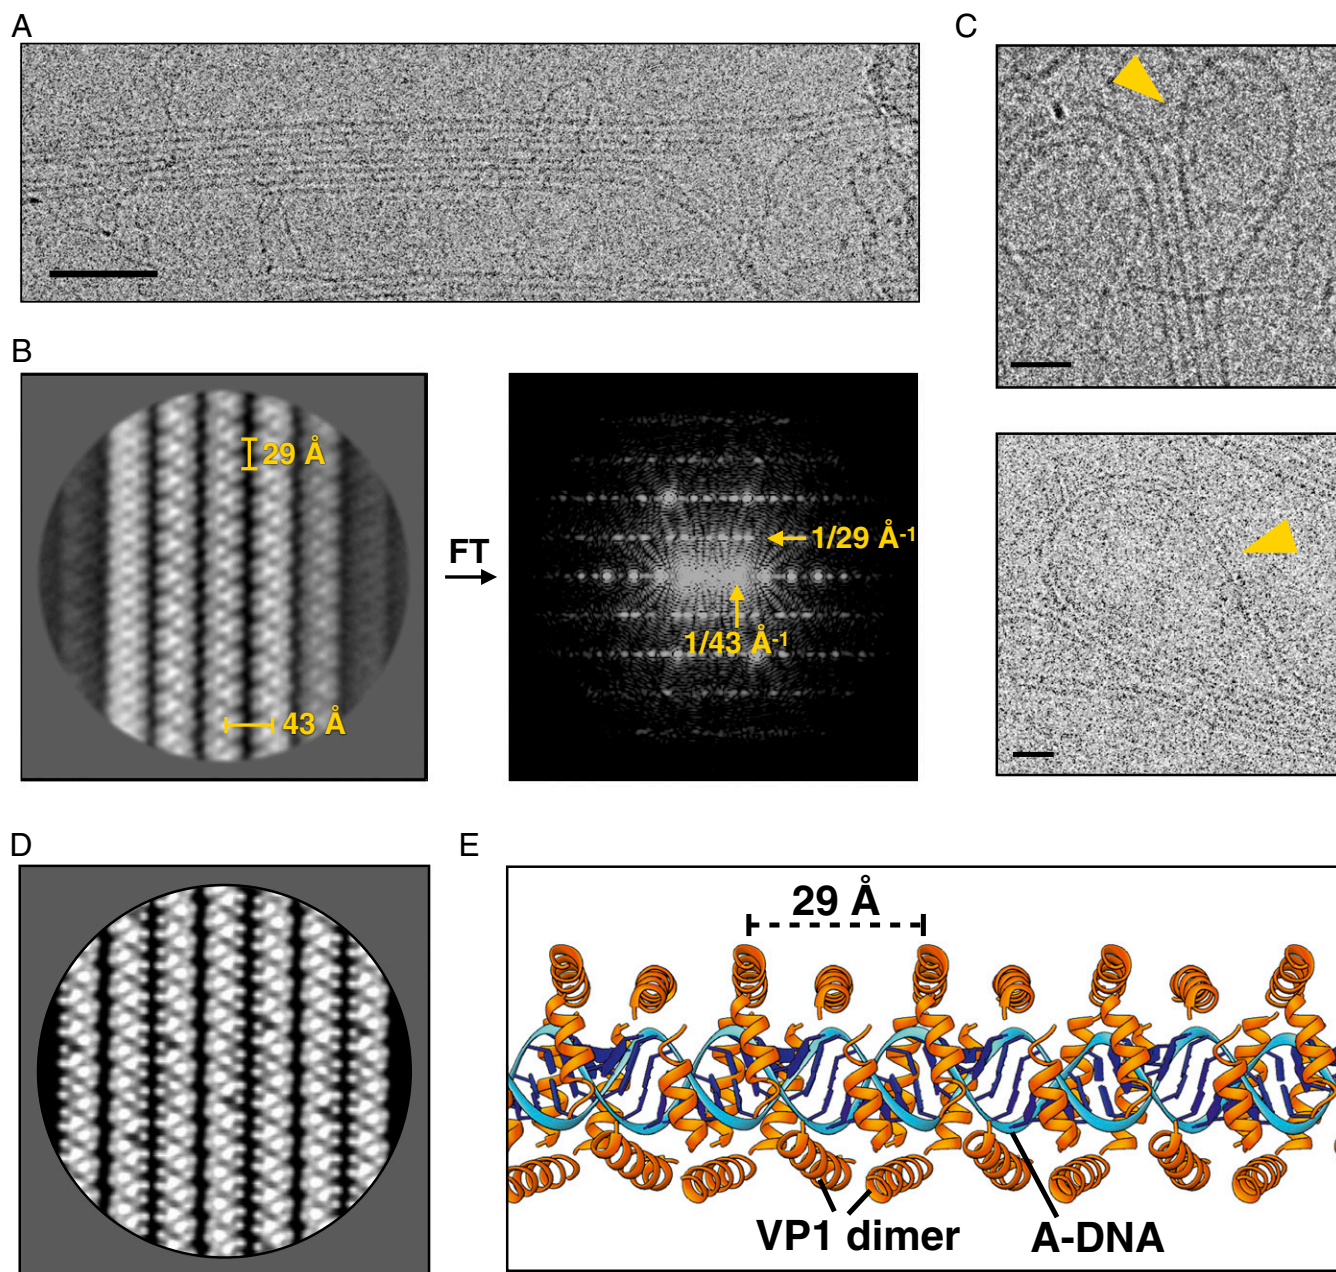 A
C
B
29 Å
43 Å
FT
1/29 Å-1
1/43 Å-1
D
E
29 Å
VP1 dimer
A-DNA